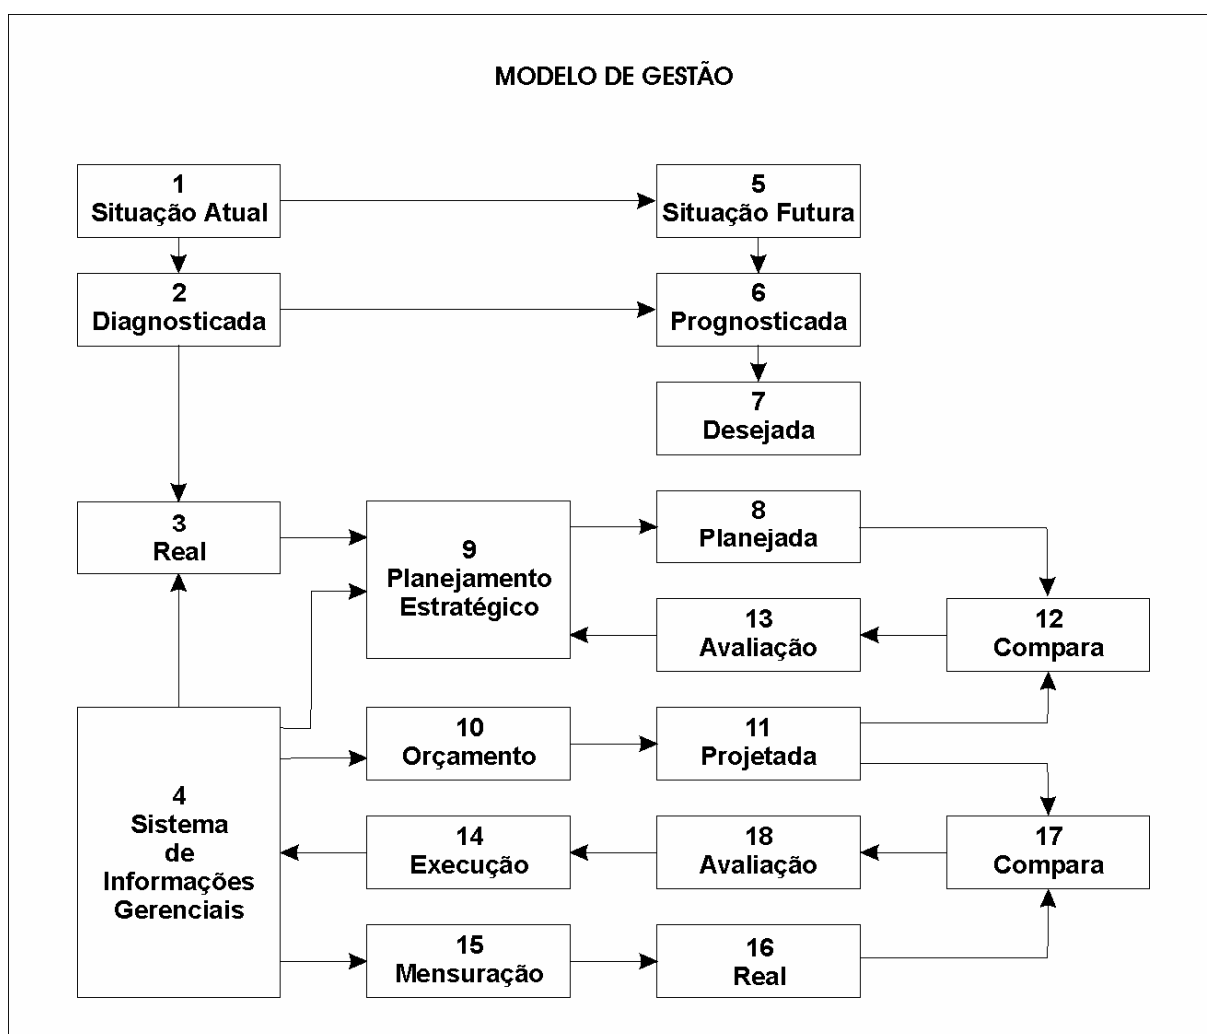 MODELO DE GESTÃO
1
Situação Atual
5
Situação Futura
2
Diagnosticada
6
Prognosticada
7
Desejada
3
Real
9
Planejamento
Estratégico
8
Planejada
13
Avaliação
12
Compara
4
Sistema
de
Informações
Gerenciais
10
Orçamento
11
Projetada
14
Execução
18
Avaliação
17
Compara
15
Mensuração
16
Real